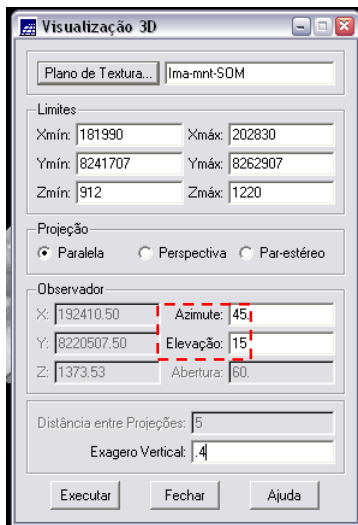 Visualização 3D
Plano de Textura... Ima-mnt-SOM
Limites
Xmín: 181990 Xmáx: 202830
Ymín: 8241707 Ymáx: 8262907
Zmín: 912 Zmáx: 1220
Projeção
Paralela Perspectiva Par-estéreo
Observador
X: 192410.50 Azimute: 45.
Y: 8220507.50 Elevação: 15
Z: 1373.53 Abertura: 60.
Distância entre Projeções: 5
Exagero Vertical: .4
Executar Fechar Ajuda